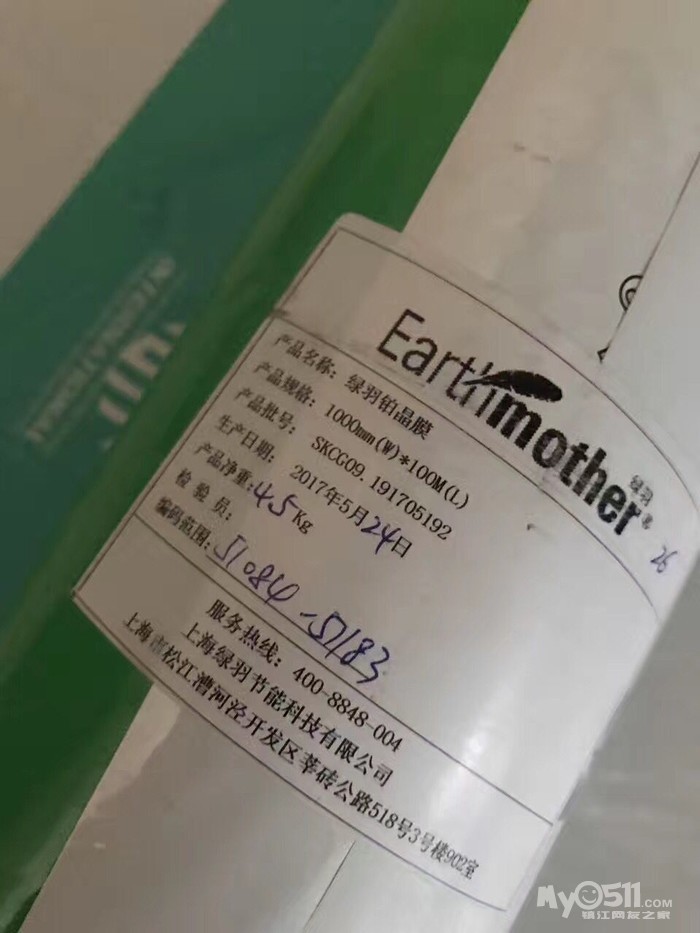 Earthmother®
绿羽
产品名称：绿羽铂晶膜
产品规格：1000mm(W)*100M(L)
产品批号：SKCG09.191705192
生产日期：2017年5月24日
产品净重：45Kg
检验员：
编码范围：51084-51183
26
服务热线：400-8848-004
上海绿羽节能科技有限公司
上海市松江漕河泾开发区莘砖公路518号3号楼902室
INTERNATIONAL
My0511.COM
镇江网友之家